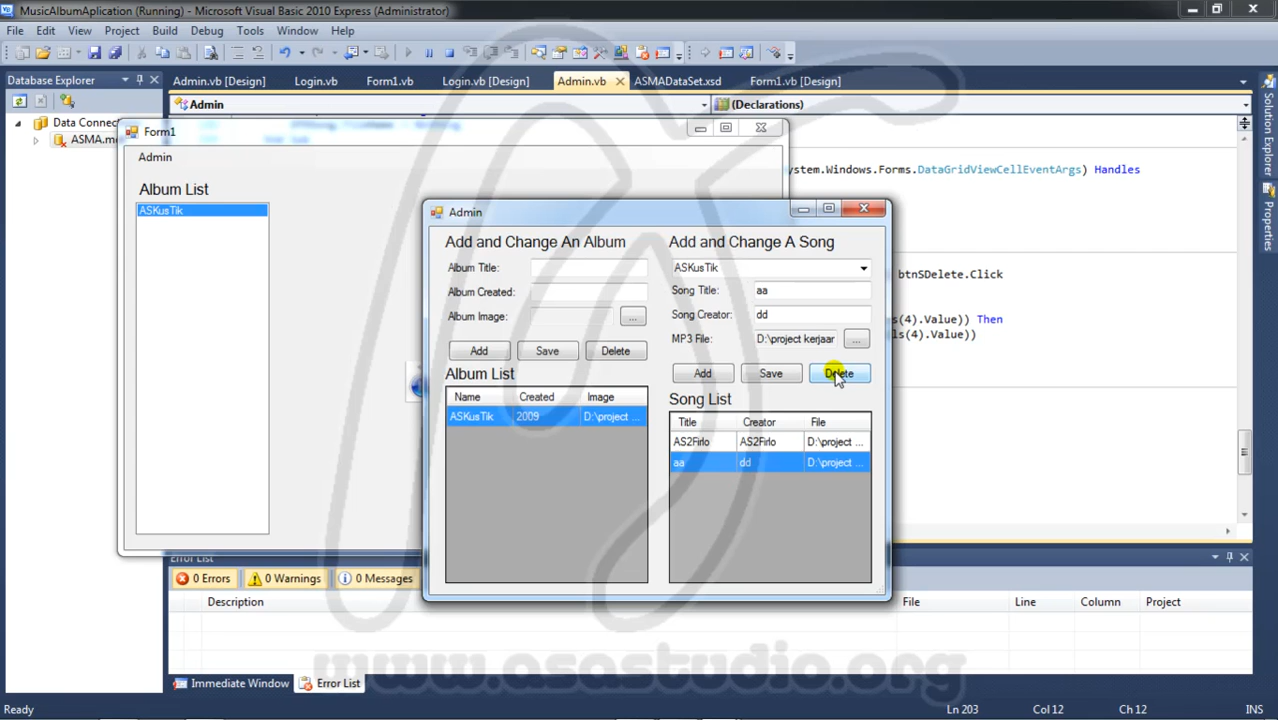 MusicAlbumAplication (Running) - Microsoft Visual Basic 2010 Express (Administrator)
File Edit View Project Build Debug Tools Window Help
Database Explorer
Admin.vb [Design] Login.vb Form1.vb Login.vb [Design] Admin.vb ASMADataSet.xsd Form1.vb [Design]
Admin (Declarations)
Data Connect
ASMA.m
Form1
Admin
Album List
ASKusTik
ystem.Windows.Forms.DataGridViewCellEventArgs) Handles
btnSDelete.Click
s(4).Value)) Then
ls(4).Value))
Admin
Add and Change An Album
Album Title:
Album Created:
Album Image: ...
Add Save Delete
Album List
Name Created Image
ASKusTik 2009 D:\project ...
Add and Change A Song
ASKusTik
Song Title: aa
Song Creator: dd
MP3 File: D:\project kerjaar ...
Add Save Delete
Song List
Title Creator File
AS2Firlo AS2Firlo D:\project ...
aa dd D:\project ...
Solution Explorer
Properties
Error List
0 Errors 0 Warnings 0 Messages
Description File Line Column Project
www.asastudio.org
Immediate Window Error List
Ready Ln 203 Col 12 Ch 12 INS